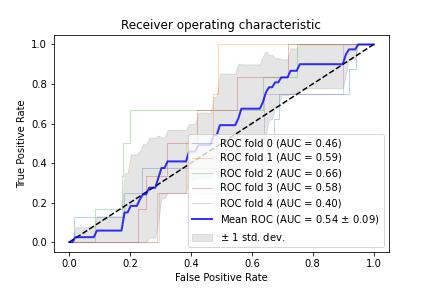 Receiver operating characteristic
True Positive Rate
1.0
0.8
0.6
0.4
0.2
0.0
ROC fold 0 (AUC = 0.46)
ROC fold 1 (AUC = 0.59)
ROC fold 2 (AUC = 0.66)
ROC fold 3 (AUC = 0.58)
ROC fold 4 (AUC = 0.40)
Mean ROC (AUC = 0.54 ± 0.09)
± 1 std. dev.
0.0 0.2 0.4 0.6 0.8 1.0
False Positive Rate